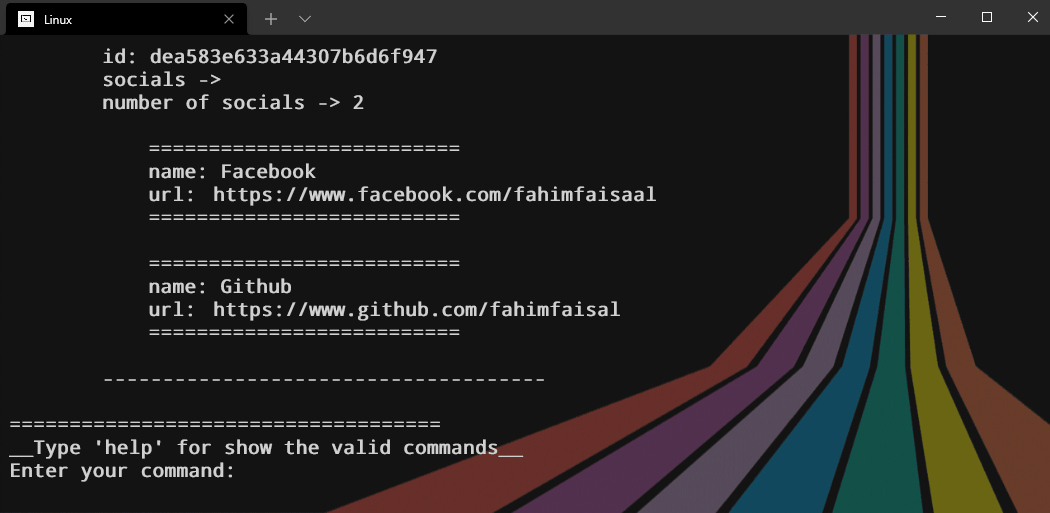 Linux
id: dea583e633a44307b6d6f947
socials ->
number of socials -> 2
==========================
name: Facebook
url: https://www.facebook.com/fahimfaisaal
==========================
==========================
name: Github
url: https://www.github.com/fahimfaisal
==========================
-------------------------------------
====================================
__Type 'help' for show the valid commands__
Enter your command: